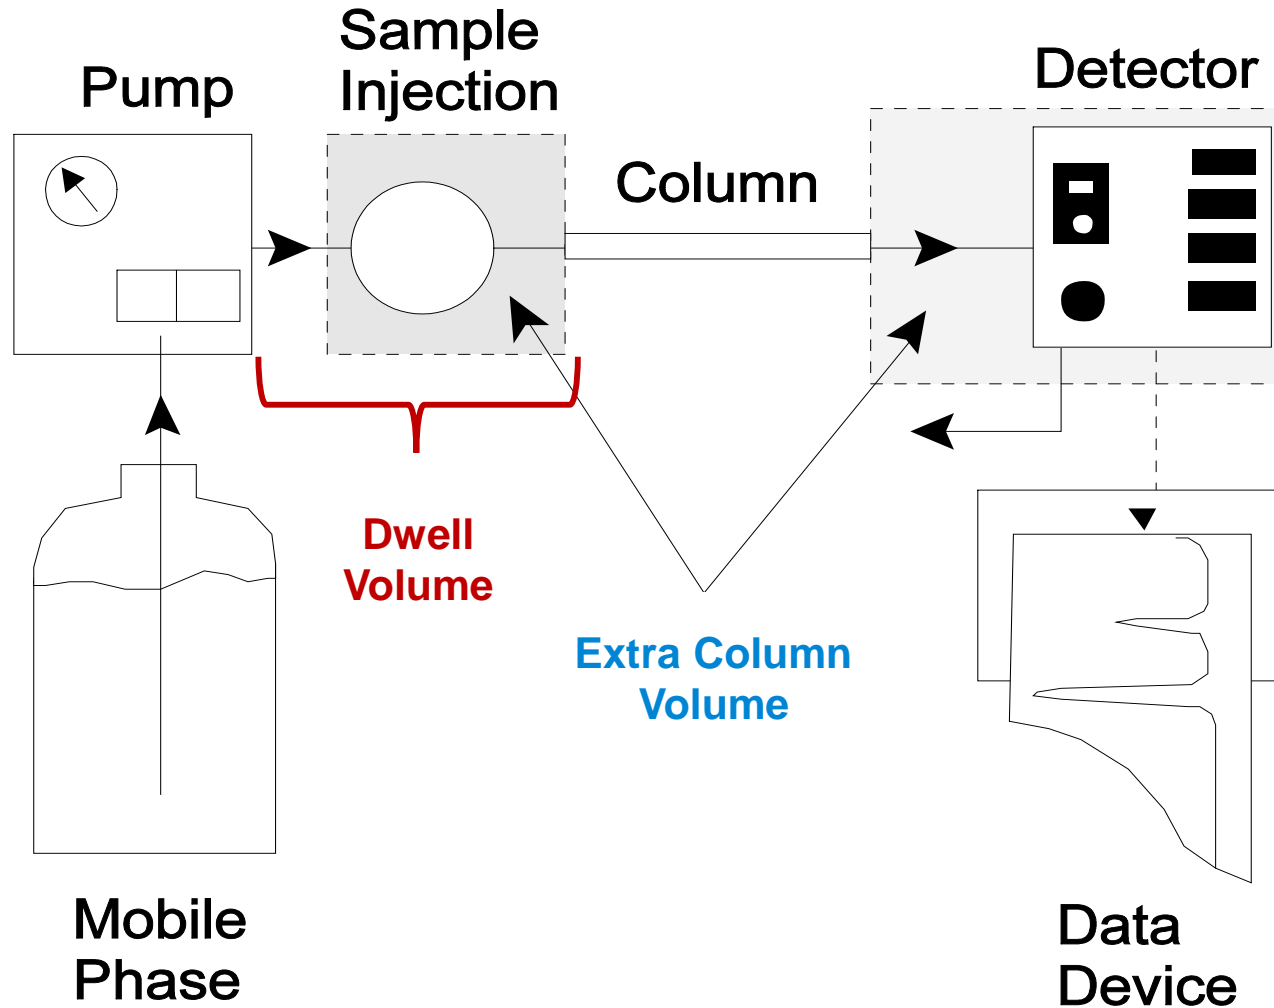 Sample
Injection
Pump
Detector
Column
Dwell
Volume
Extra Column
Volume
Mobile
Phase
Data
Device